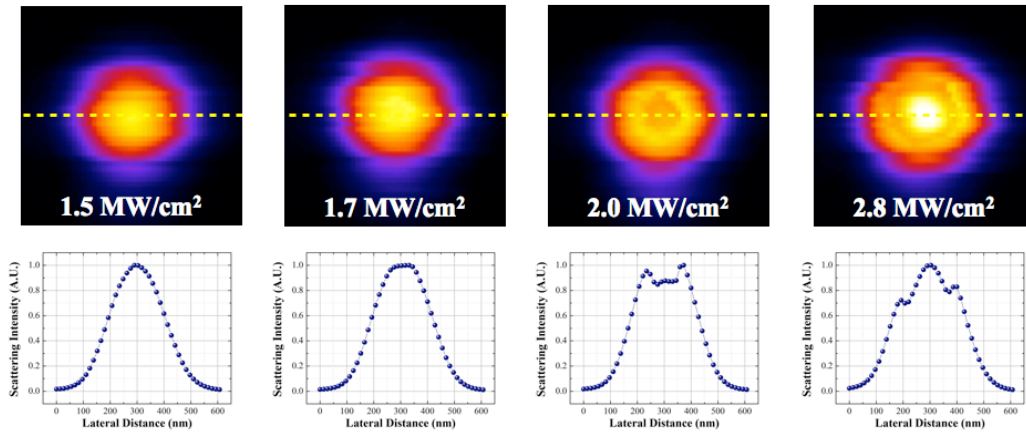 1.5 MW/cm²
1.7 MW/cm²
2.0 MW/cm²
2.8 MW/cm²
Scattering Intensity (A.U.)
1.0
0.8
0.6
0.4
0.2
0.0
0 100 200 300 400 500 600
Lateral Distance (nm)
Scattering Intensity (A.U.)
1.0
0.8
0.6
0.4
0.2
0.0
0 100 200 300 400 500 600
Lateral Distance (nm)
Scattering Intensity (A.U.)
1.0
0.8
0.6
0.4
0.2
0.0
0 100 200 300 400 500 600
Lateral Distance (nm)
Scattering Intensity (A.U.)
1.0
0.8
0.6
0.4
0.2
0.0
0 100 200 300 400 500 600
Lateral Distance (nm)